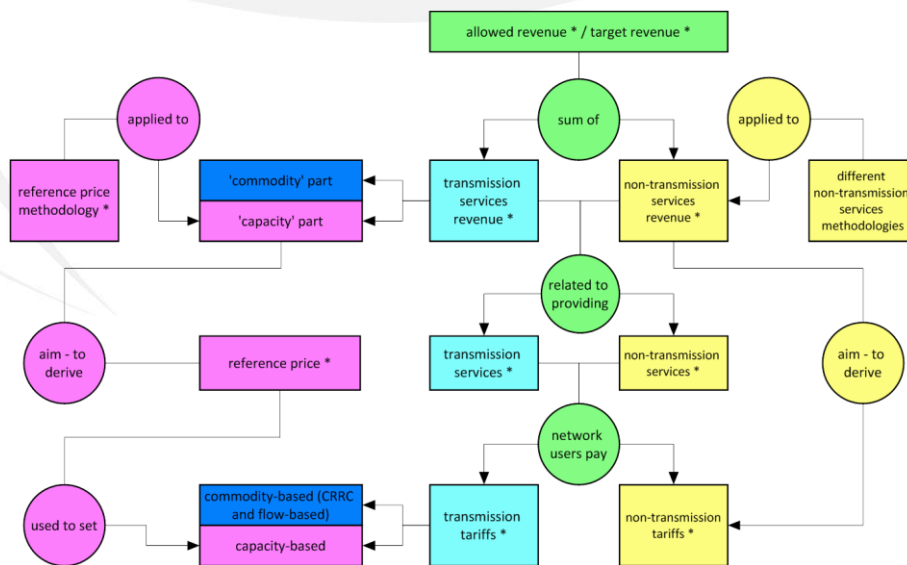 allowed revenue * / target revenue *
applied to
sum of
applied to
reference price
methodology *
'commodity' part
'capacity' part
transmission
services
revenue *
non-transmission
services
revenue *
different
non-transmission
services
methodologies
related to
providing
aim - to
derive
reference price *
transmission
services *
non-transmission
services *
aim - to
derive
network
users pay
used to set
commodity-based (CRRC
and flow-based)
capacity-based
transmission
tariffs *
non-transmission
tariffs *